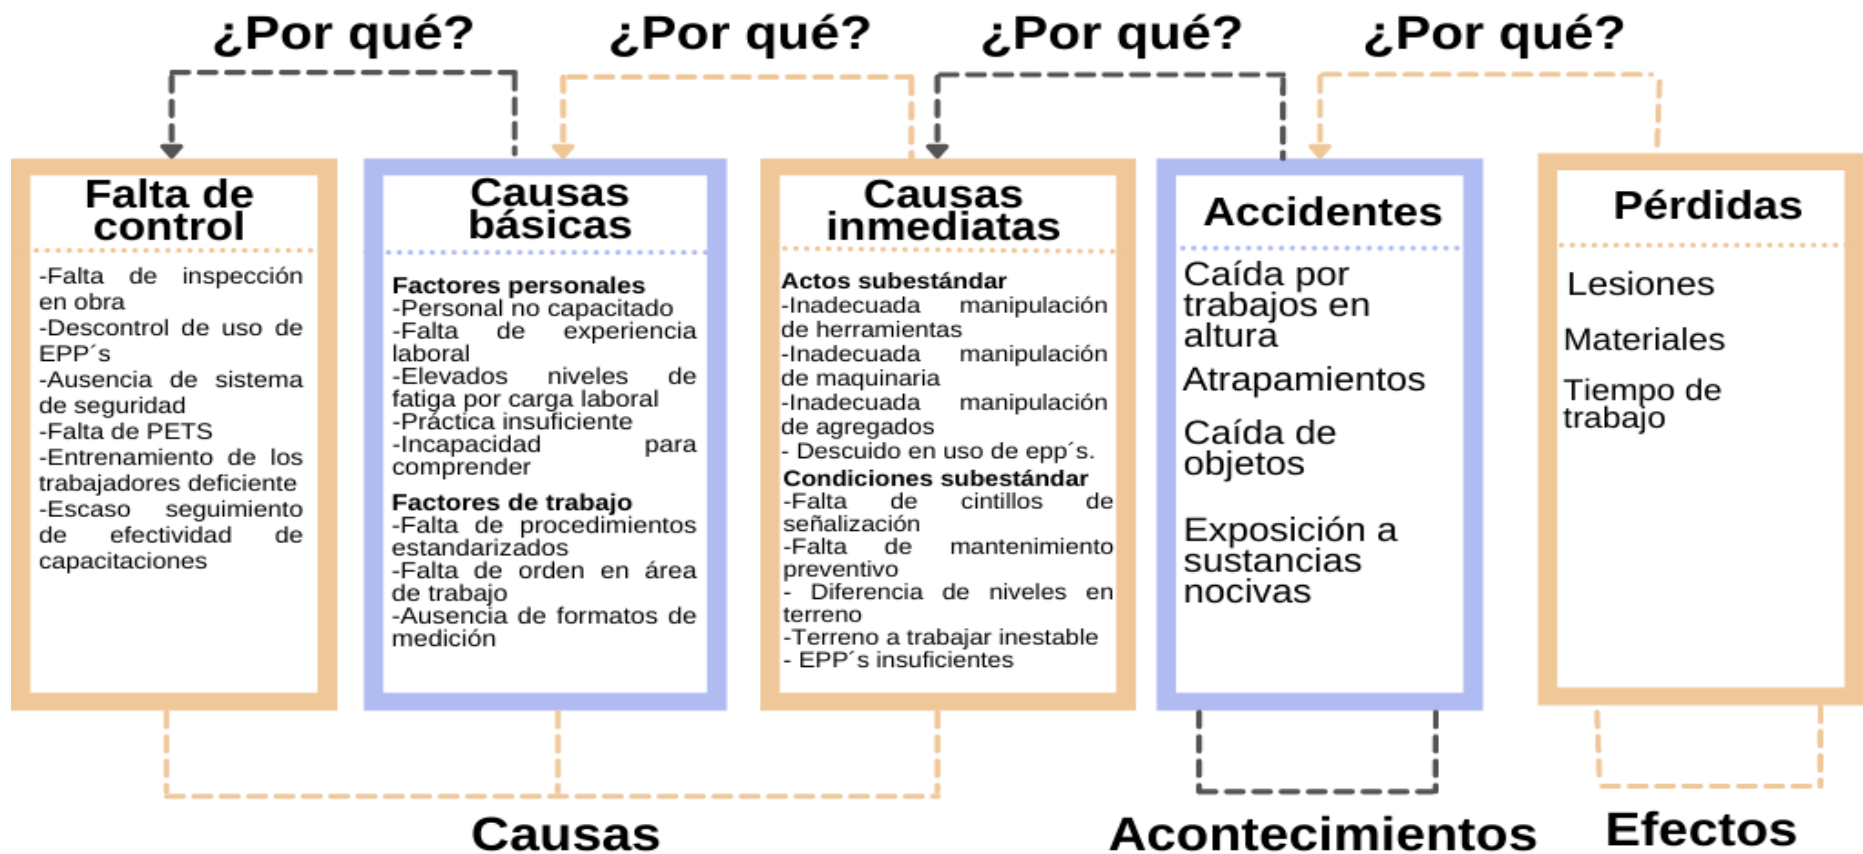 ¿Por qué?
¿Por qué?
¿Por qué?
¿Por qué?
Falta de
control
-Falta de inspección
en obra
-Descontrol de uso de
EPP´s
-Ausencia de sistema
de seguridad
-Falta de PETS
-Entrenamiento de los
trabajadores deficiente
-Escaso seguimiento
de efectividad de
capacitaciones
Causas
básicas
Factores personales
-Personal no capacitado
-Falta de experiencia
laboral
-Elevados niveles de
fatiga por carga laboral
-Práctica insuficiente
-Incapacidad para
comprender
Factores de trabajo
-Falta de procedimientos
estandarizados
-Falta de orden en área
de trabajo
-Ausencia de formatos de
medición
Causas
inmediatas
Actos subestándar
-Inadecuada manipulación
de herramientas
-Inadecuada manipulación
de maquinaria
-Inadecuada manipulación
de agregados
- Descuido en uso de epp´s.
Condiciones subestándar
-Falta de cintillos de
señalización
-Falta de mantenimiento
preventivo
- Diferencia de niveles en
terreno
-Terreno a trabajar inestable
- EPP´s insuficientes
Accidentes
Caída por
trabajos en
altura
Atrapamientos
Caída de
objetos
Exposición a
sustancias
nocivas
Pérdidas
Lesiones
Materiales
Tiempo de
trabajo
Causas
Acontecimientos
Efectos